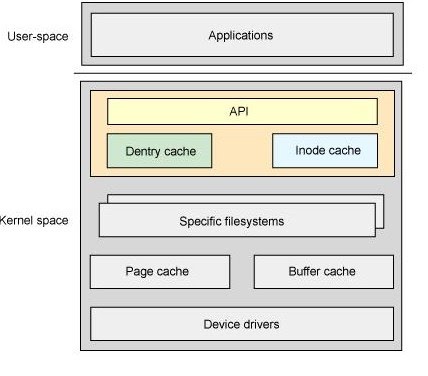 User-space
Applications
API
Dentry cache
Inode cache
Kernel space
Specific filesystems
Page cache
Buffer cache
Device drivers